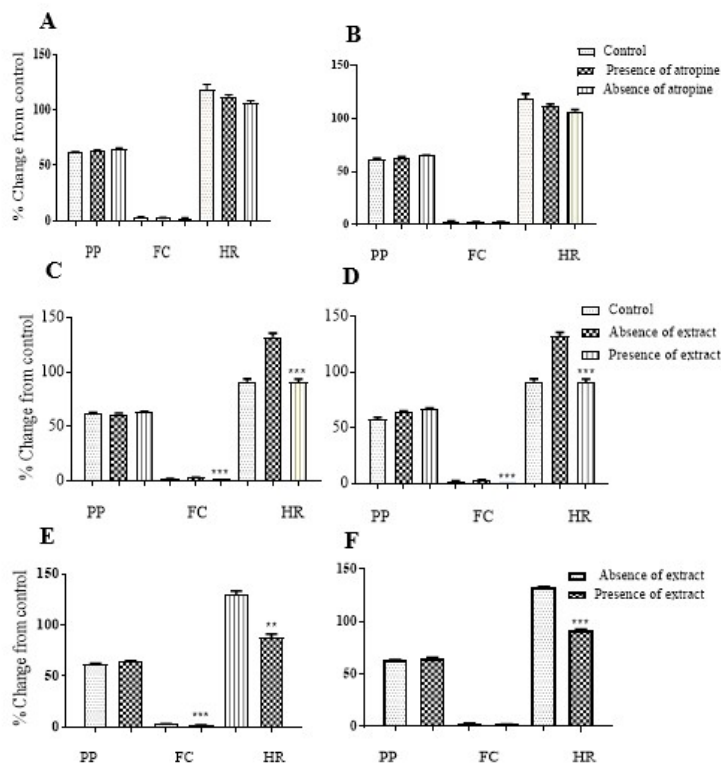 A
% Change from control
150
100
50
0
PP FC HR
B
150
100
50
0
PP FC HR
Control
Presence of atropine
Absence of atropine
C
% Change from control
150
100
50
0
***
***
PP FC HR
D
150
100
50
0
***
***
PP FC HR
Control
Absence of extract
Presence of extract
E
% Change from control
150
100
50
0
***
**
PP FC HR
F
150
100
50
0
***
PP FC HR
Absence of extract
Presence of extract